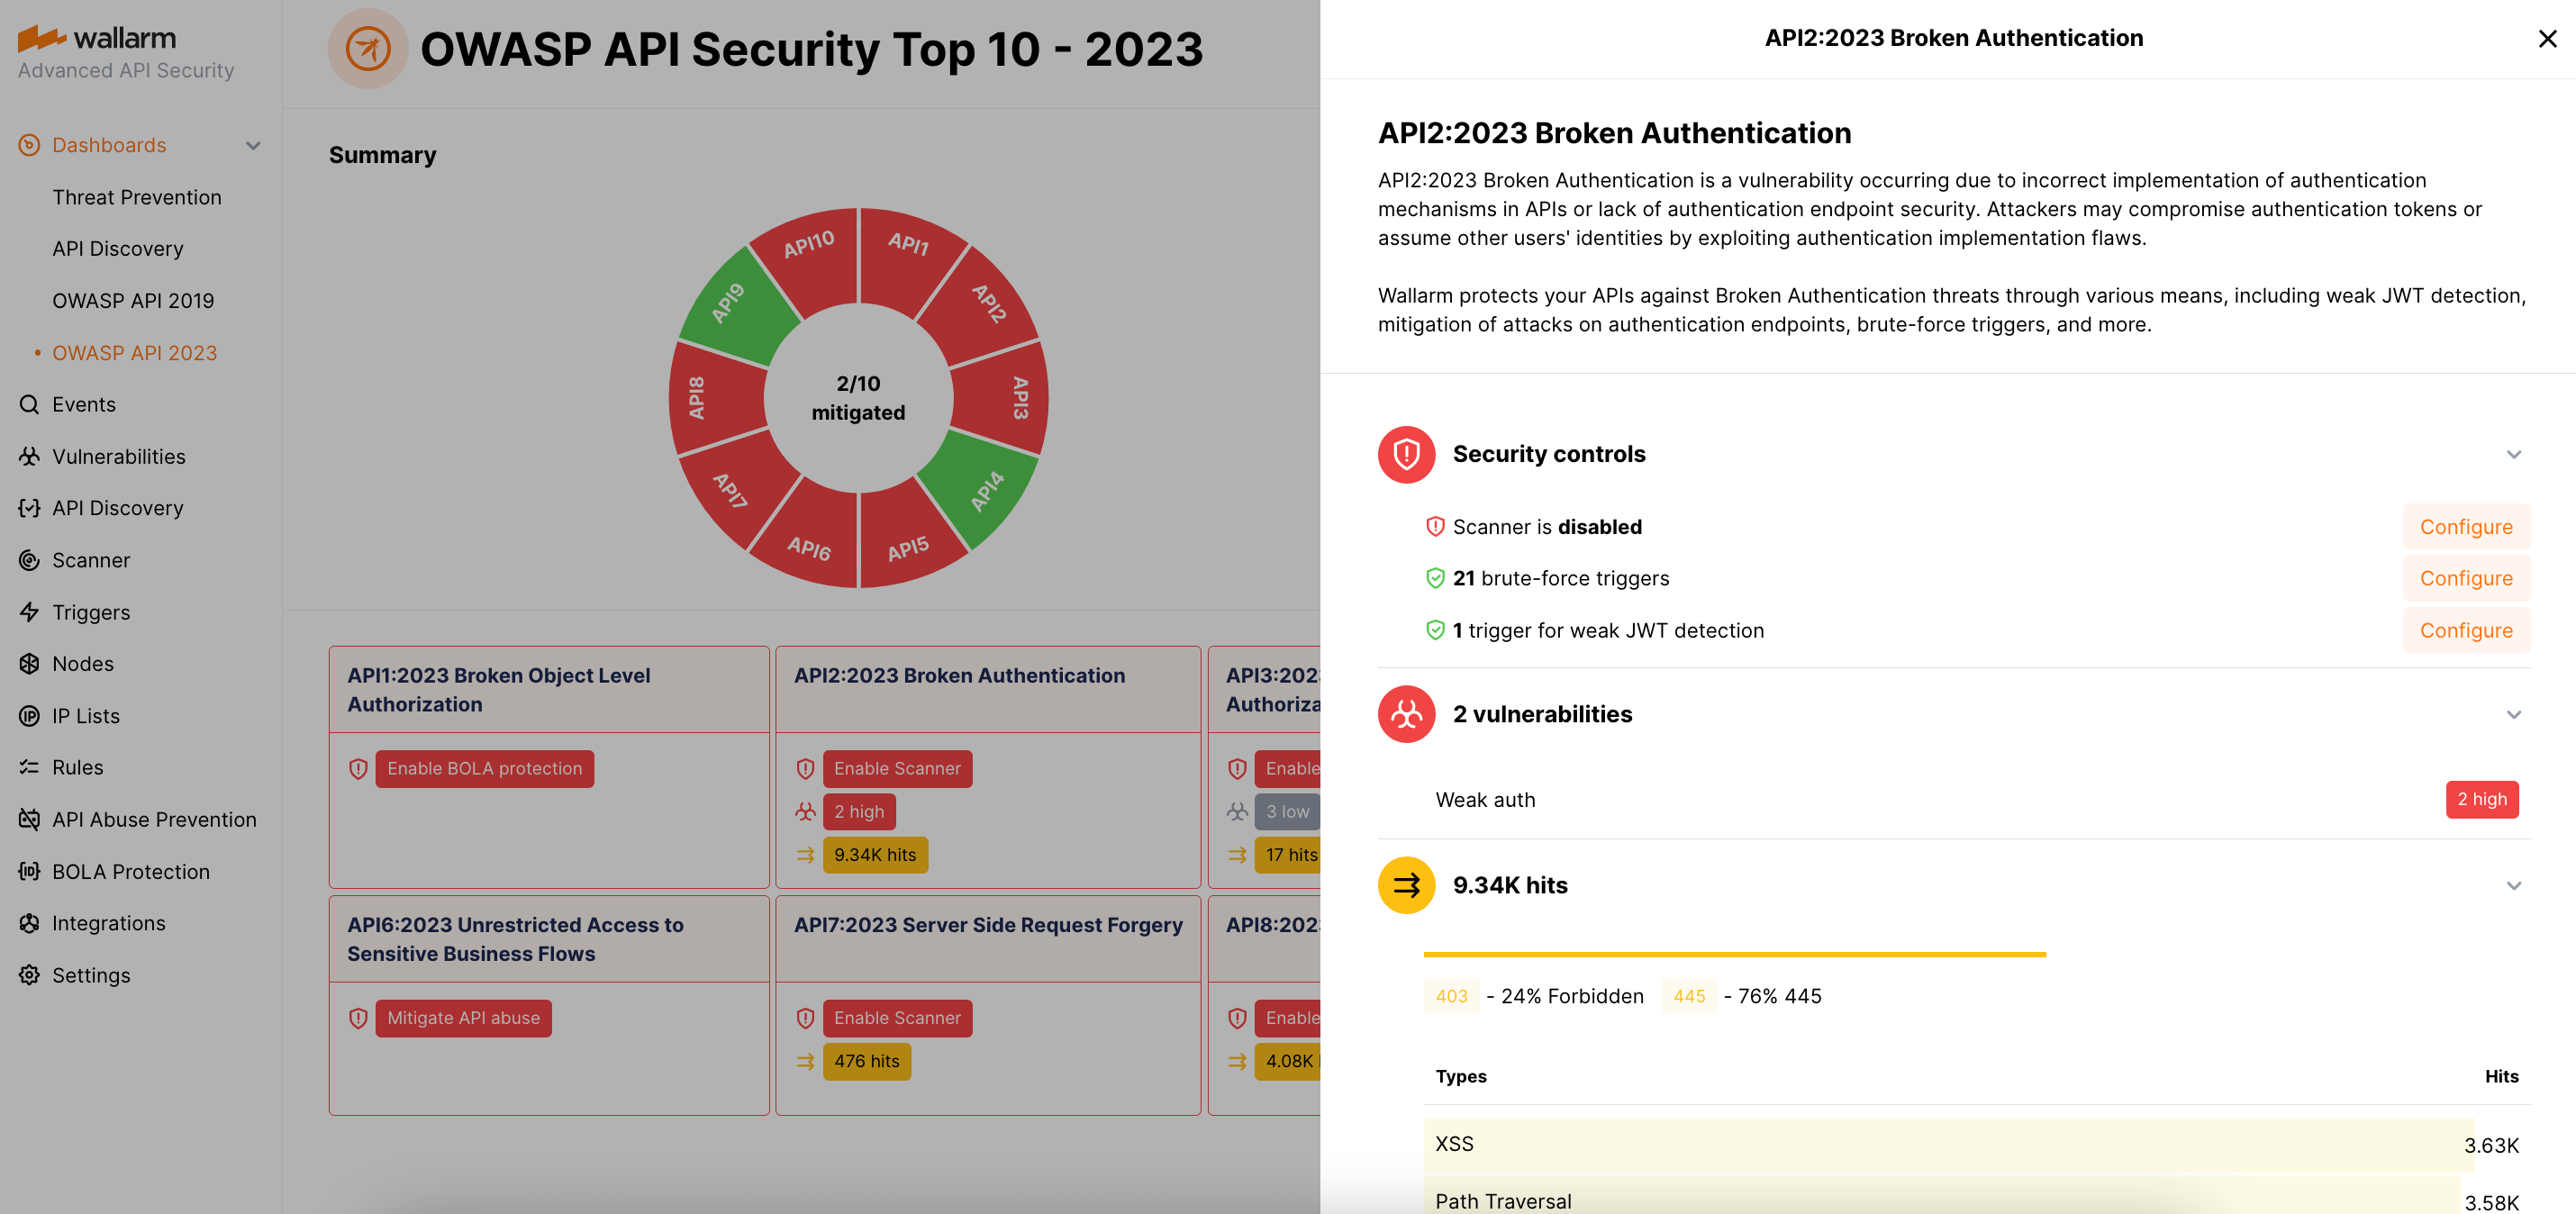 wallarm
Advanced API Security
Dashboards
Threat Prevention
API Discovery
OWASP API 2019
• OWASP API 2023
Events
Vulnerabilities
API Discovery
Scanner
Triggers
Nodes
IP Lists
Rules
API Abuse Prevention
BOLA Protection
Integrations
Settings
OWASP API Security Top 10 - 2023
Summary
API10
API1
API9
API2
API8
2/10
mitigated
API3
API7
API4
API6
API5
API1:2023 Broken Object Level
Authorization
Enable BOLA protection
API2:2023 Broken Authentication
Enable Scanner
2 high
9.34K hits
API3:202
Authoriza
Enable
3 low
17 hits
API6:2023 Unrestricted Access to
Sensitive Business Flows
Mitigate API abuse
API7:2023 Server Side Request Forgery
Enable Scanner
476 hits
API8:202
Enable
4.08K
API2:2023 Broken Authentication
API2:2023 Broken Authentication
API2:2023 Broken Authentication is a vulnerability occurring due to incorrect implementation of authentication
mechanisms in APIs or lack of authentication endpoint security. Attackers may compromise authentication tokens or
assume other users' identities by exploiting authentication implementation flaws.
Wallarm protects your APIs against Broken Authentication threats through various means, including weak JWT detection,
mitigation of attacks on authentication endpoints, brute-force triggers, and more.
Security controls
Scanner is disabled Configure
21 brute-force triggers Configure
1 trigger for weak JWT detection Configure
2 vulnerabilities
Weak auth 2 high
9.34K hits
403 - 24% Forbidden 445 - 76% 445
Types Hits
XSS 3.63K
Path Traversal 3.58K